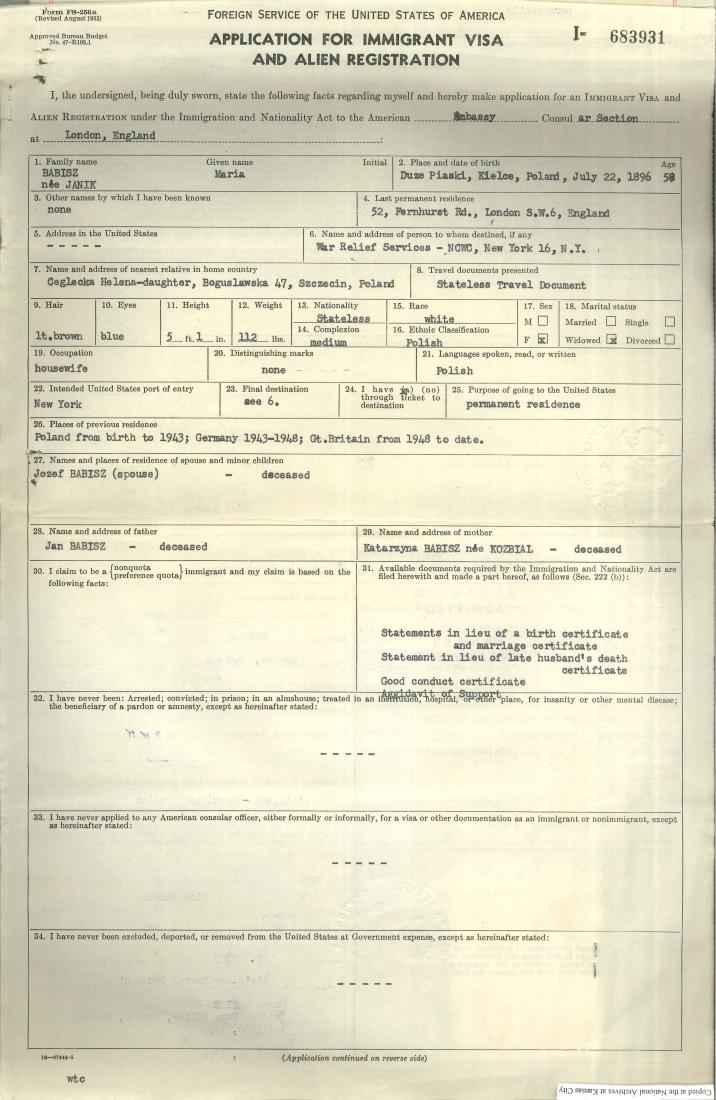 Form FS-256a
(Revised August 1952)
Approved Bureau Budget
No. 47-R108.1
FOREIGN SERVICE OF THE UNITED STATES OF AMERICA
APPLICATION FOR IMMIGRANT VISA
AND ALIEN REGISTRATION
I- 683931
I, the undersigned, being duly sworn, state the following facts regarding myself and hereby make application for an IMMIGRANT VISA and
ALIEN REGISTRATION under the Immigration and Nationality Act to the American Embassy Consul ar Section
at London, England :
1. Family name Given name Initial
BABISZ Maria
née JANIK
2. Place and date of birth Age
Duze Piaski, Kielce, Poland, July 22, 1896 58
3. Other names by which I have been known
none
4. Last permanent residence
52, Fernhurst Rd., London S.W.6, England
5. Address in the United States
- - - - -
6. Name and address of person to whom destined, if any
War Relief Services - NCWC, New York 16, N.Y.
7. Name and address of nearest relative in home country
Ceglecka Helena-daughter, Boguslawska 47, Szczecin, Poland
8. Travel documents presented
Stateless Travel Document
9. Hair
lt.brown
10. Eyes
blue
11. Height
5 ft. 1 in.
12. Weight
112 lbs.
13. Nationality
Stateless
14. Complexion
medium
15. Race
white
16. Ethnic Classification
Polish
17. Sex
M
F x
18. Marital status
Married Single
Widowed x Divorced
19. Occupation
housewife
20. Distinguishing marks
none - - - - -
21. Languages spoken, read, or written
Polish
22. Intended United States port of entry
New York
23. Final destination
see 6.
24. I have (a) (no)
through ticket to
destination
25. Purpose of going to the United States
permanent residence
26. Places of previous residence
Poland from birth to 1943; Germany 1943-1948; Gt.Britain from 1948 to date.
27. Names and places of residence of spouse and minor children
Jozef BABISZ (spouse) - deceased
28. Name and address of father
Jan BABISZ - deceased
29. Name and address of mother
Katarzyna BABISZ née KOZBIAL - deceased
30. I claim to be a {nonquota
preference quota} immigrant and my claim is based on the
following facts:
31. Available documents required by the Immigration and Nationality Act are
filed herewith and made a part hereof, as follows (Sec. 222 (b)):
Statements in lieu of a birth certificate
and marriage certificate
Statement in lieu of late husband's death
certificate
Good conduct certificate
Affgidavit of Support
32. I have never been: Arrested; convicted; in prison; in an almshouse; treated in an institution, hospital, or other place, for insanity or other mental disease;
the beneficiary of a pardon or amnesty, except as hereinafter stated:
- - - - -
33. I have never applied to any American consular officer, either formally or informally, for a visa or other documentation as an immigrant or nonimmigrant, except
as hereinafter stated:
- - - - -
34. I have never been excluded, deported, or removed from the United States at Government expense, except as hereinafter stated:
- - - - -
16—67444-5
(Application continued on reverse side)
wtc
Copied at the National Archives at Kansas City